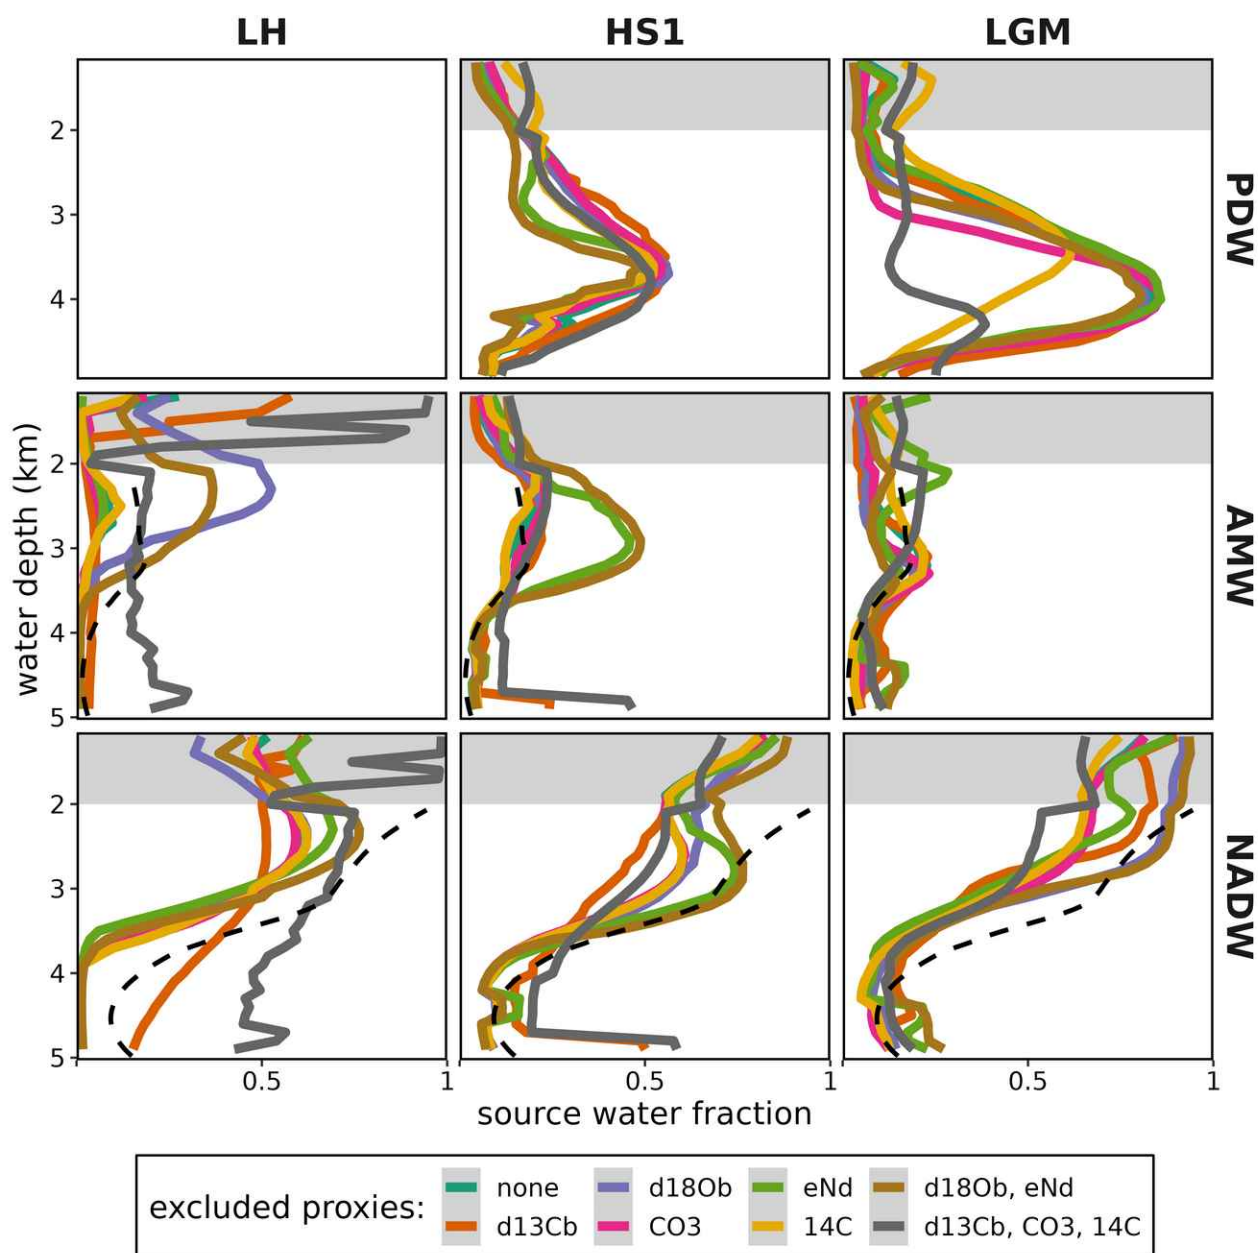 LH HS1 LGM
2
3
4
PDW
2
3
4
5
AMW
water depth (km)
2
3
4
5
NADW
0.5 1 0.5 1 0.5 1
source water fraction
excluded proxies:
none d18Ob eNd d18Ob, eNd
d13Cb CO3 14C d13Cb, CO3, 14C